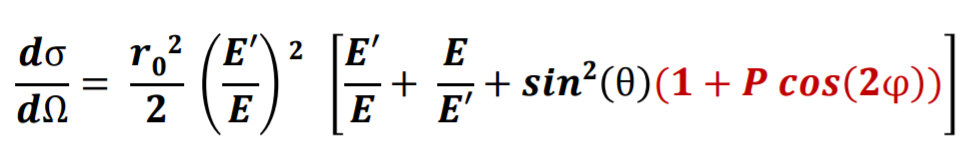 dσ/dΩ = r₀²/2 (E′/E)² [E′/E + E/E′ + sin²(θ)(1 + P cos(2φ))]